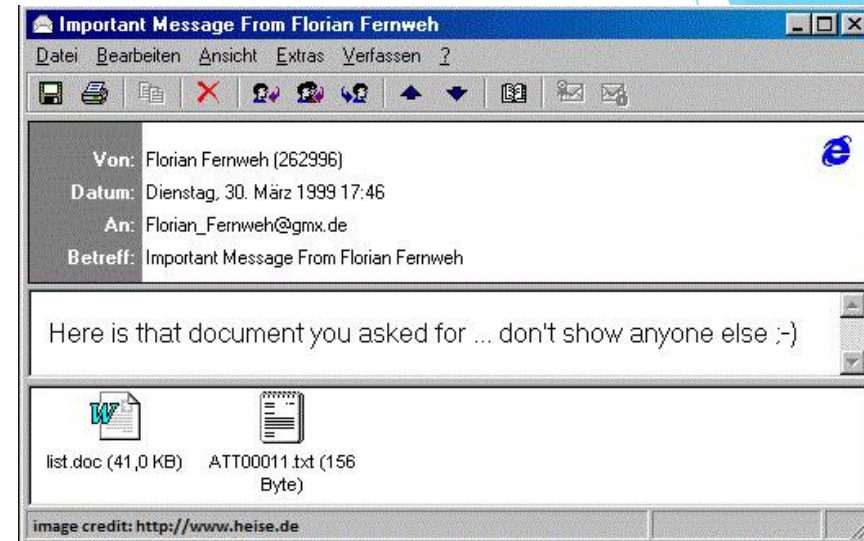 Important Message From Florian Fernweh
Datei Bearbeiten Ansicht Extras Verfassen ?
Von: Florian Fernweh (262996)
Datum: Dienstag, 30. März 1999 17:46
An: Florian_Fernweh@gmx.de
Betreff: Important Message From Florian Fernweh
Here is that document you asked for ... don't show anyone else ;-)
list.doc (41,0 KB) ATT00011.txt (156
Byte)
image credit: http://www.heise.de